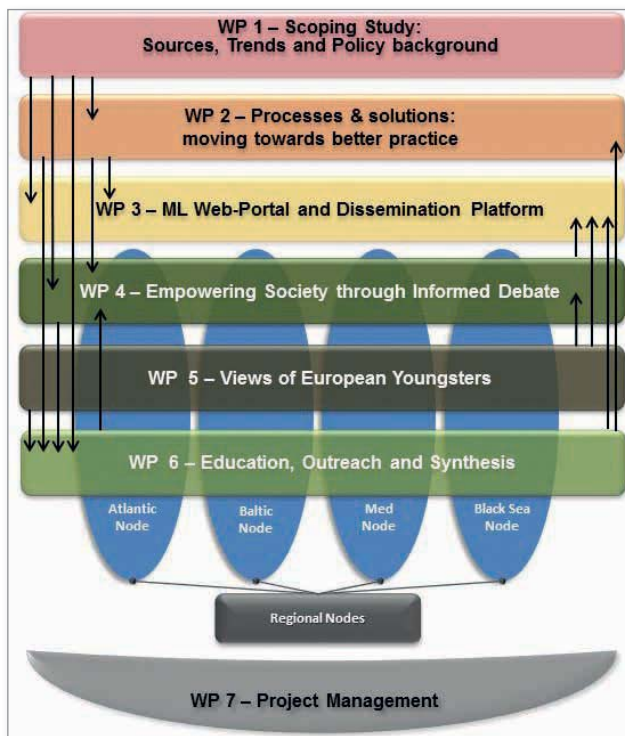 WP 1 – Scoping Study:
Sources, Trends and Policy background
WP 2 – Processes & solutions:
moving towards better practice
WP 3 – ML Web-Portal and Dissemination Platform
WP 4 – Empowering Society through Informed Debate
WP 5 – Views of European Youngsters
WP 6 – Education, Outreach and Synthesis
Atlantic
Node
Baltic
Node
Med
Node
Black Sea
Node
Regional Nodes
WP 7 – Project Management